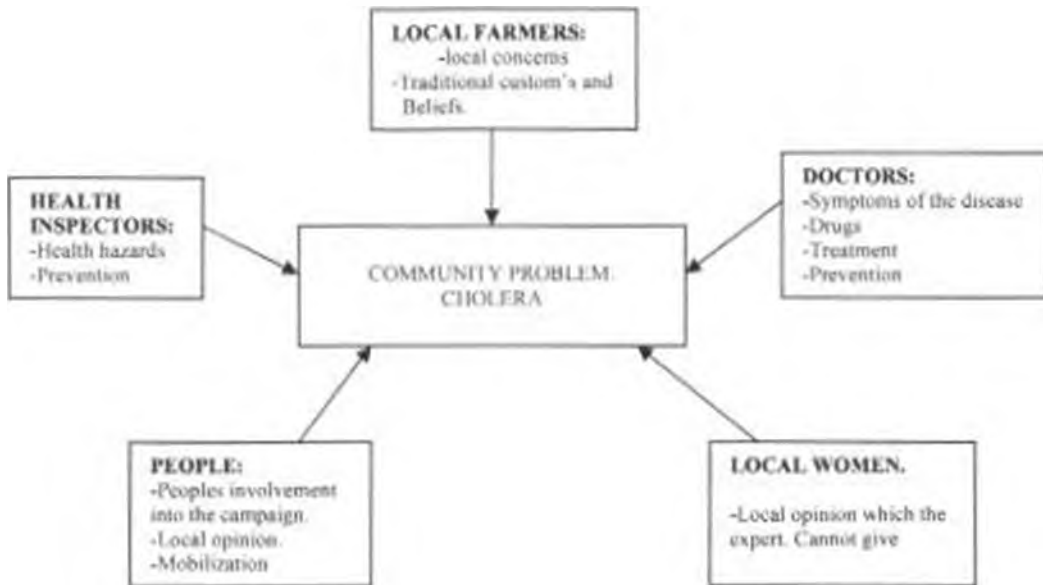 LOCAL FARMERS:
-local concerns
-Traditional custom's and
Beliefs.
HEALTH
INSPECTORS:
-Health hazards
-Prevention
DOCTORS:
-Symptoms of the disease
-Drugs
-Treatment
-Prevention
COMMUNITY PROBLEM.
CHOLERA
PEOPLE:
-Peoples involvement
into the campaign.
-Local opinion.
-Mobilization
LOCAL WOMEN.
-Local opinion which the
expert. Cannot give